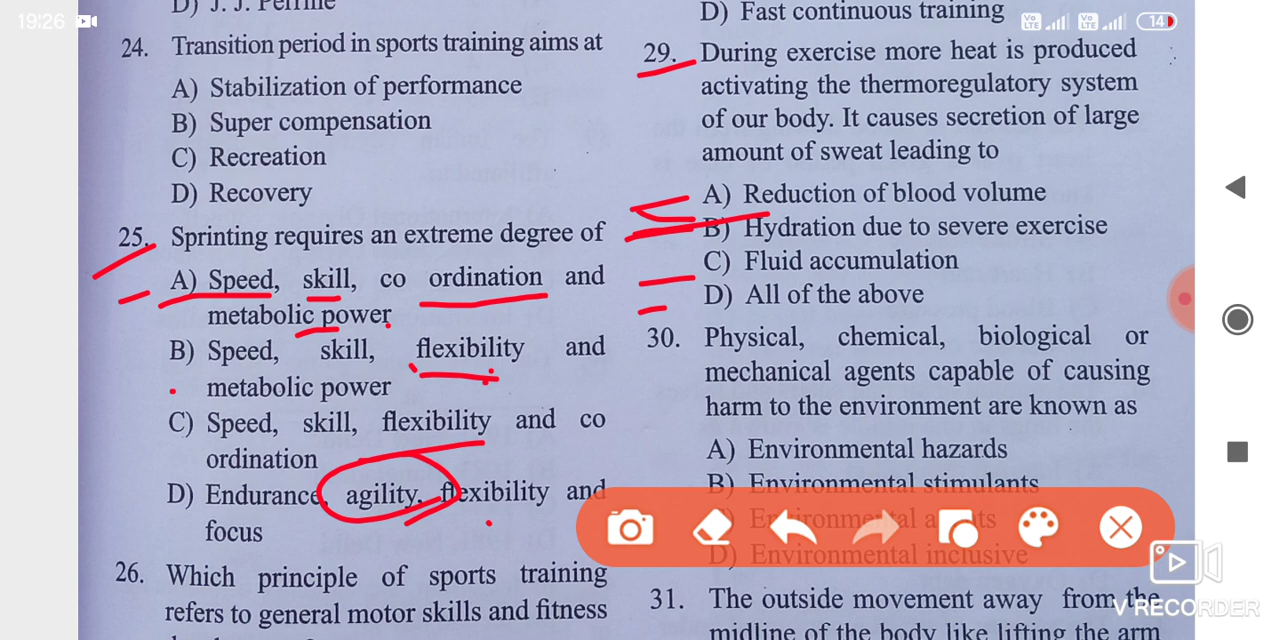 19:26
D) J. J. Perrine
24. Transition period in sports training aims at
A) Stabilization of performance
B) Super compensation
C) Recreation
D) Recovery
25. Sprinting requires an extreme degree of
A) Speed, skill, co ordination and
metabolic power
B) Speed, skill, flexibility and
metabolic power
C) Speed, skill, flexibility and co
ordination
D) Endurance, agility, flexibility and
focus
26. Which principle of sports training
refers to general motor skills and fitness
D) Fast continuous training
29. During exercise more heat is produced
activating the thermoregulatory system
of our body. It causes secretion of large
amount of sweat leading to
A) Reduction of blood volume
B) Hydration due to severe exercise
C) Fluid accumulation
D) All of the above
30. Physical, chemical, biological or
mechanical agents capable of causing
harm to the environment are known as
A) Environmental hazards
B) Environmental stimulants
Environmental agents
D) Environmental inclusive
31. The outside movement away from the
midline of the body like lifting the arm
Vo
LTE
Vo
LTE
14
V RECORDER